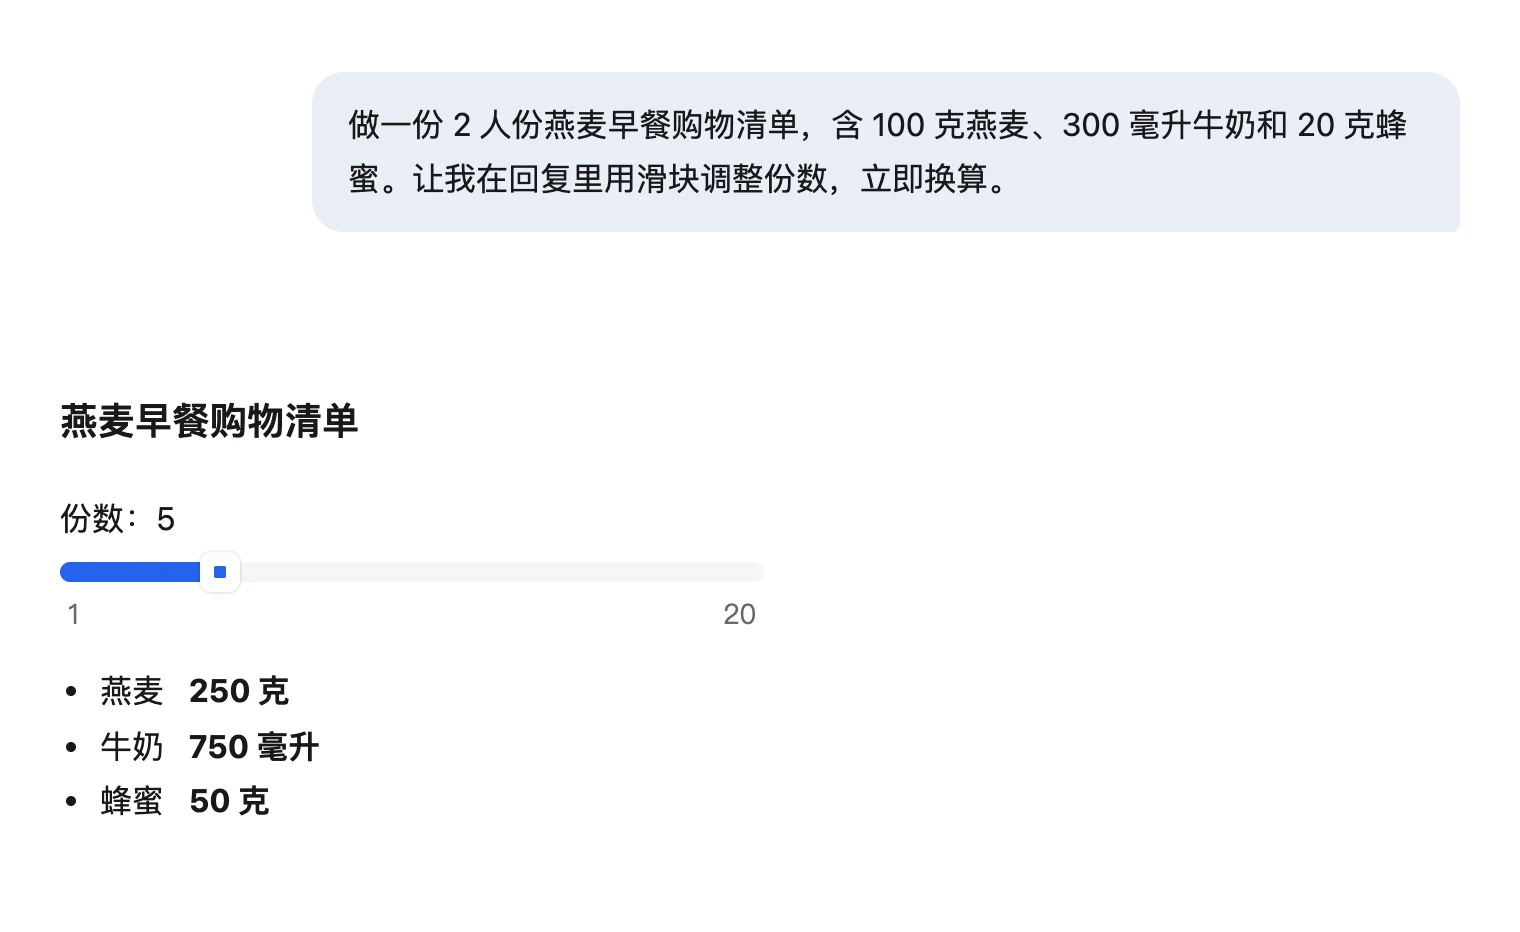 做一份 2 人份燕麦早餐购物清单，含 100 克燕麦、300 毫升牛奶和 20 克蜂
蜜。让我在回复里用滑块调整份数，立即换算。
燕麦早餐购物清单
份数：5
1 20
• 燕麦 250 克
• 牛奶 750 毫升
• 蜂蜜 50 克